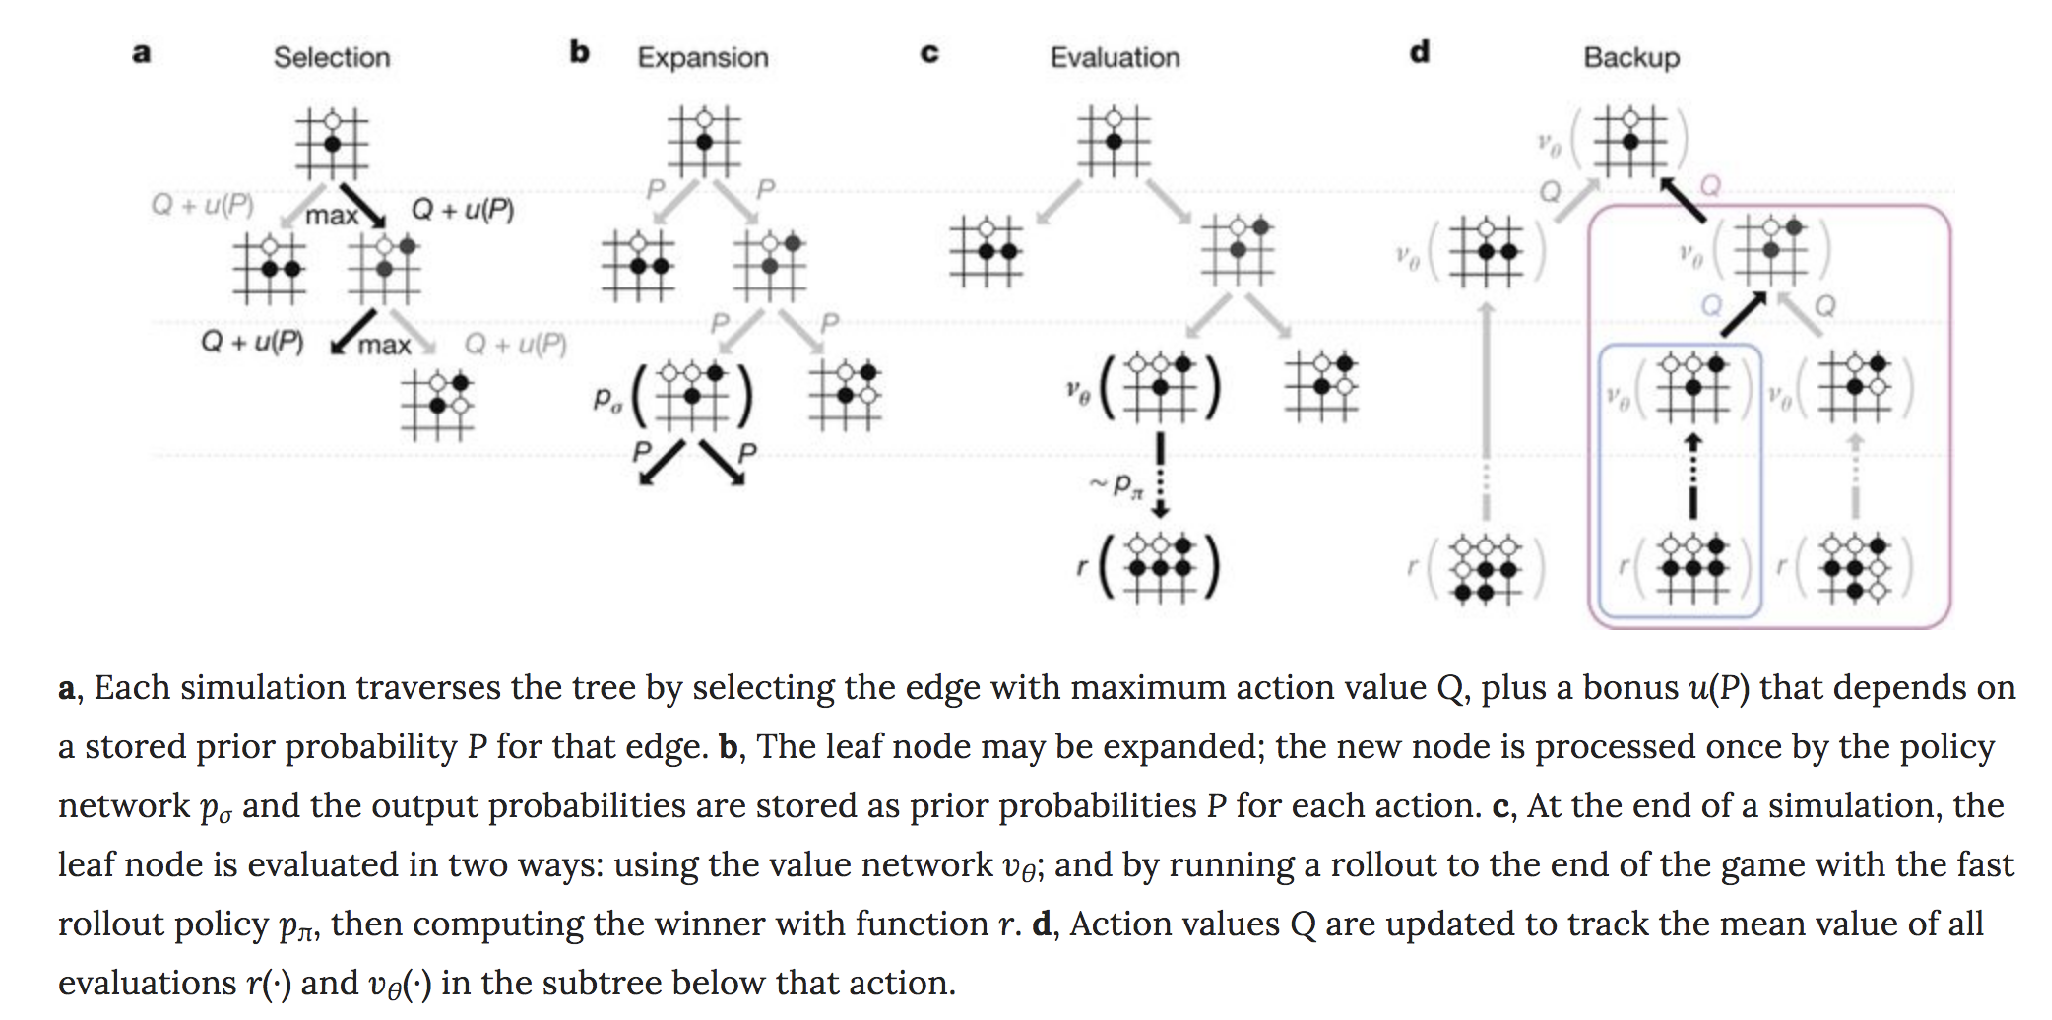 a Selection b Expansion c Evaluation d Backup
νθ
Q + u(P) max Q + u(P) P P Q Q
νθ νθ
Q + u(P) max Q + u(P) P P Q Q
pσ νθ νθ νθ
P P
~ pπ
r r r r
a, Each simulation traverses the tree by selecting the edge with maximum action value Q, plus a bonus u(P) that depends on
a stored prior probability P for that edge. b, The leaf node may be expanded; the new node is processed once by the policy
network pσ and the output probabilities are stored as prior probabilities P for each action. c, At the end of a simulation, the
leaf node is evaluated in two ways: using the value network vθ; and by running a rollout to the end of the game with the fast
rollout policy pπ, then computing the winner with function r. d, Action values Q are updated to track the mean value of all
evaluations r(·) and vθ(·) in the subtree below that action.